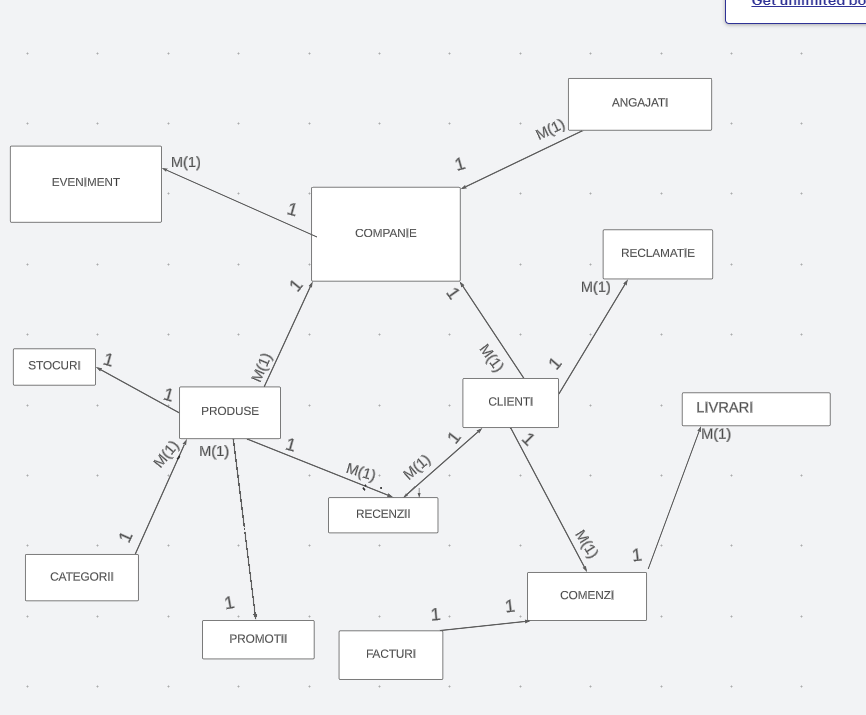 Get unlimited bo
ANGAJATI
M(1)
1
EVENIMENT
M(1)
1
COMPANIE
RECLAMATIE
M(1)
1
1
M(1)
M(1)
1
STOCURI
1
1
PRODUSE
CLIENTI
LIVRARI
M(1)
M(1)
M(1)
1
M(1)
M(1)
1
1
RECENZII
1
M(1)
1
CATEGORII
COMENZI
1
PROMOTII
1
1
FACTURI